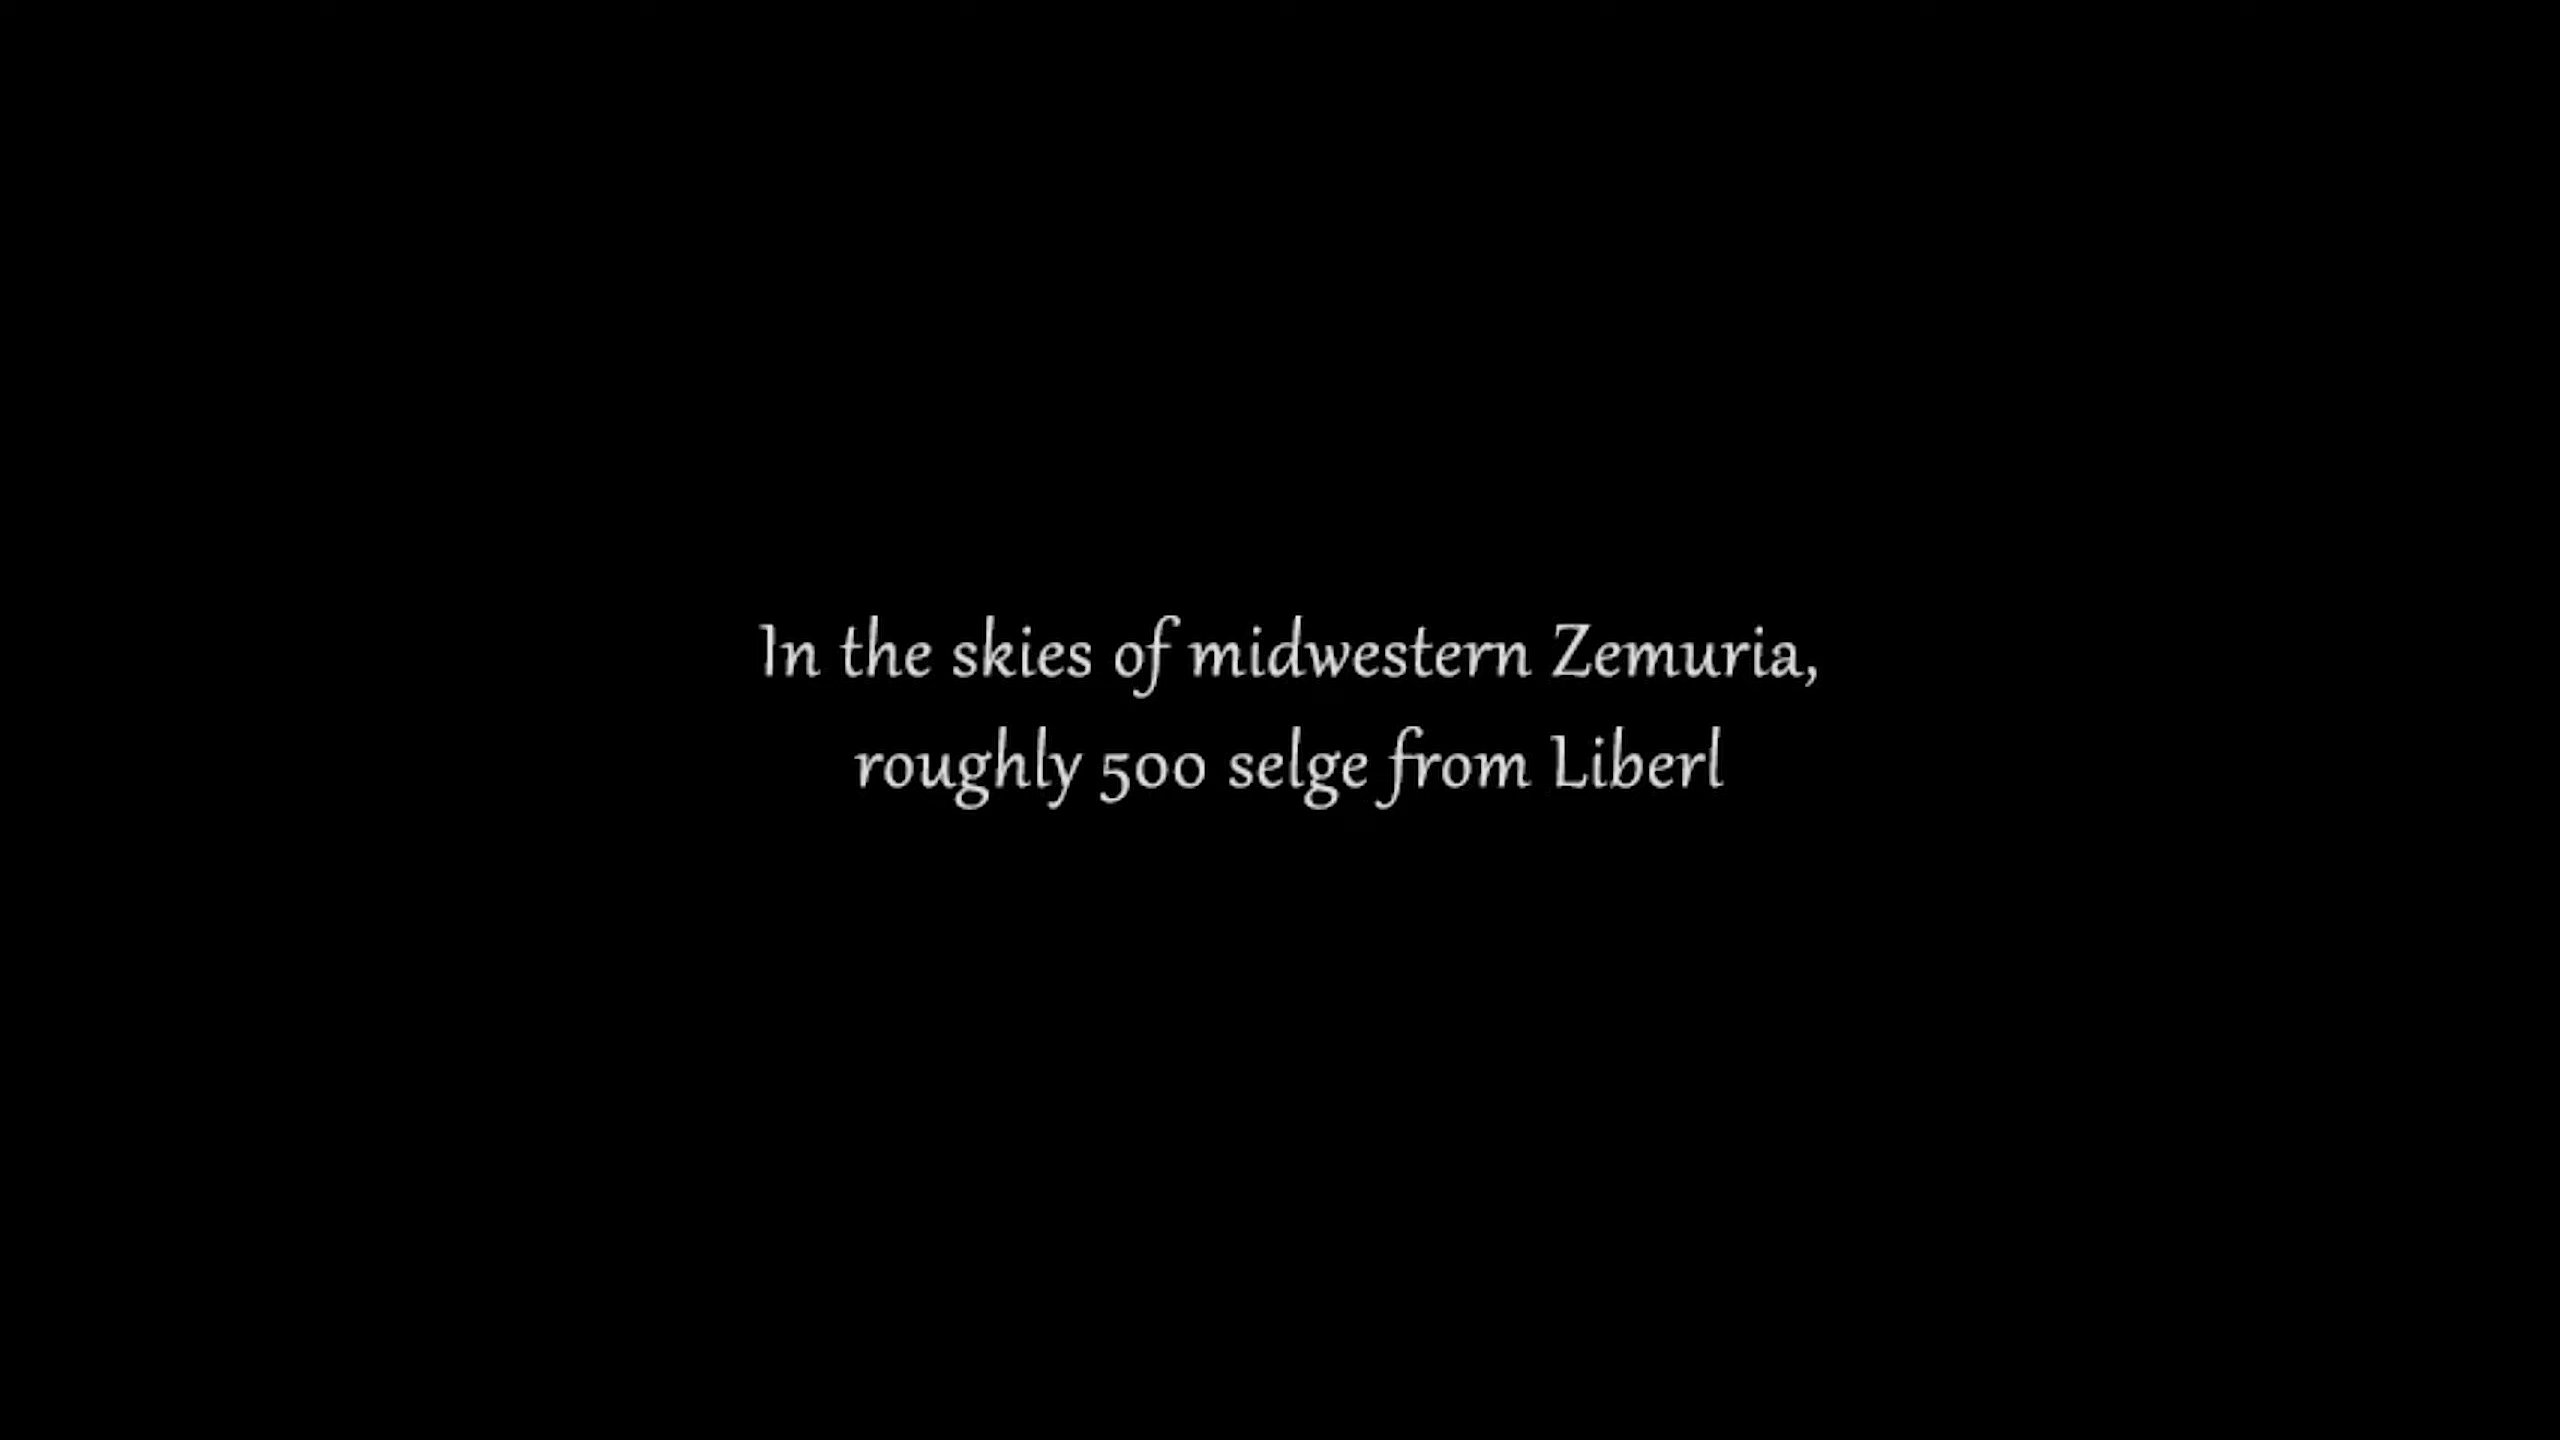 In the skies of midwestern Zemuria,
roughly 500 selge from Liberl